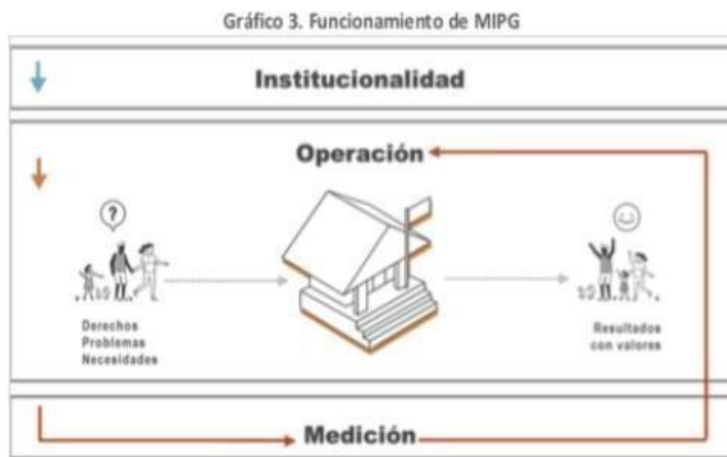 Gráfico 3. Funcionamiento de MIPG
Institucionalidad
Operación
?
Derechos
Problemas
Necesidades
Resultados
con valores
Medición